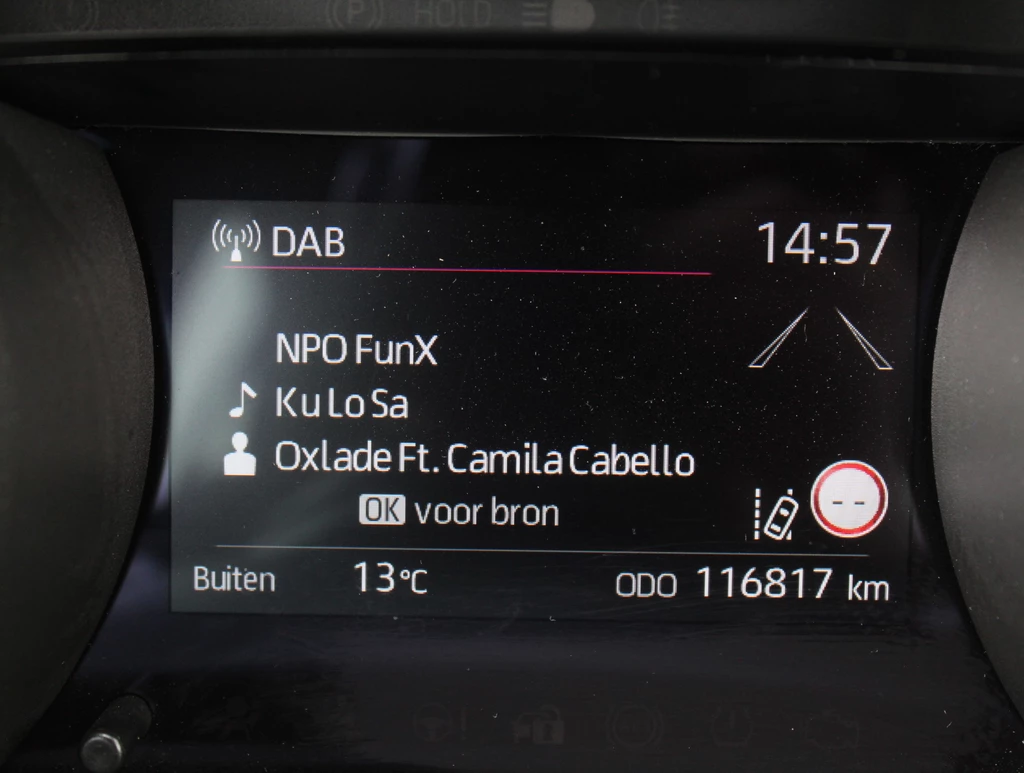 HOLD
DAB 14:57
NPO FunX
Ku Lo Sa
Oxlade Ft. Camila Cabello
OK voor bron
--
Buiten 13°C ODO 116817 km